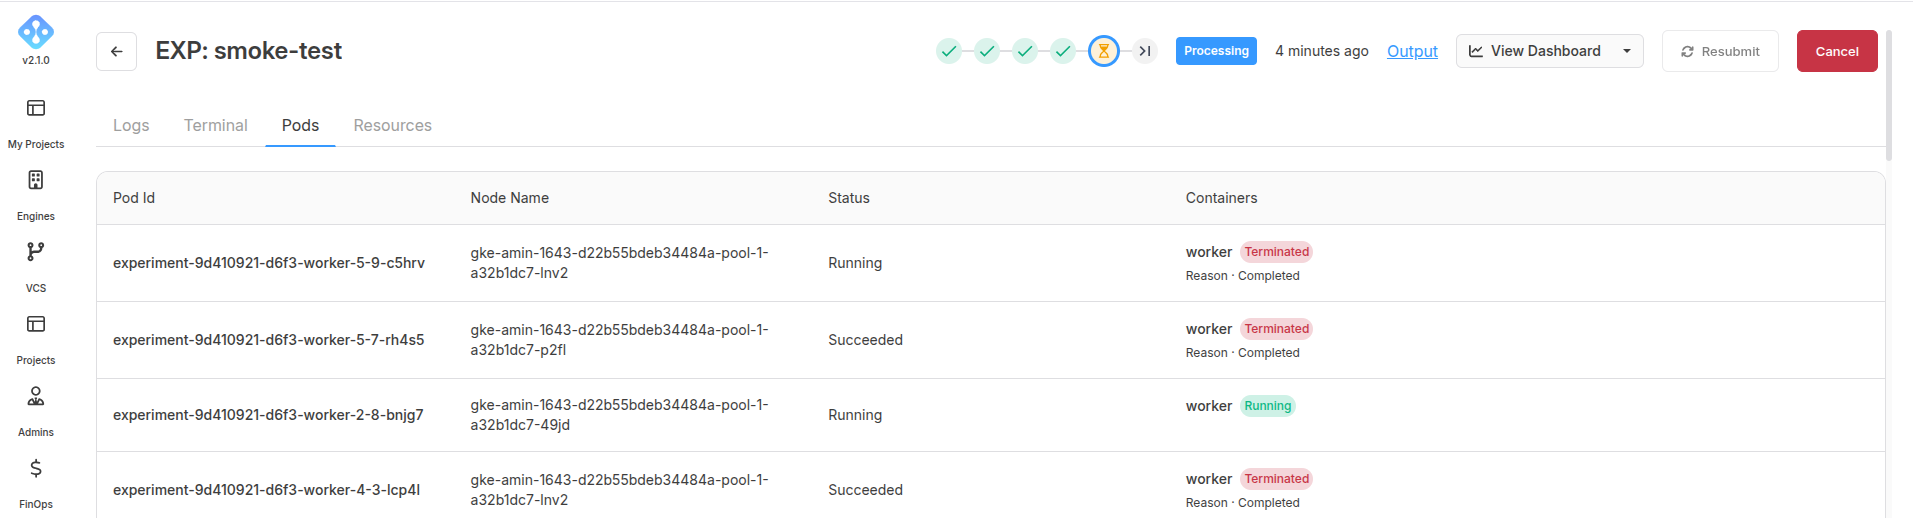 v2.1.0
My Projects
Engines
VCS
Projects
Admins
FinOps
EXP: smoke-test
Processing
4 minutes ago
Output
View Dashboard
Resubmit
Cancel
Logs
Terminal
Pods
Resources
Pod Id
Node Name
Status
Containers
experiment-9d410921-d6f3-worker-5-9-c5hrv
gke-amin-1643-d22b55bdeb34484a-pool-1-
a32b1dc7-lnv2
Running
worker Terminated
Reason · Completed
experiment-9d410921-d6f3-worker-5-7-rh4s5
gke-amin-1643-d22b55bdeb34484a-pool-1-
a32b1dc7-p2fl
Succeeded
worker Terminated
Reason · Completed
experiment-9d410921-d6f3-worker-2-8-bnjg7
gke-amin-1643-d22b55bdeb34484a-pool-1-
a32b1dc7-49jd
Running
worker Running
experiment-9d410921-d6f3-worker-4-3-lcp4l
gke-amin-1643-d22b55bdeb34484a-pool-1-
a32b1dc7-lnv2
Succeeded
worker Terminated
Reason · Completed